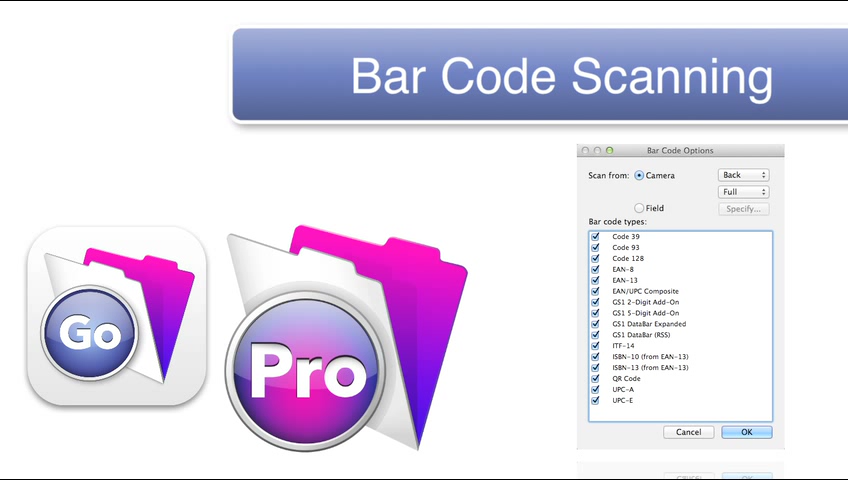 Bar Code Scanning
Bar Code Options
Scan from: Camera Back
Full
Field Specify...
Bar code types:
Code 39
Code 93
Code 128
EAN-8
EAN-13
EAN/UPC Composite
GS1 2-Digit Add-On
GS1 5-Digit Add-On
GS1 DataBar Expanded
GS1 DataBar (RSS)
ITF-14
ISBN-10 (from EAN-13)
ISBN-13 (from EAN-13)
QR Code
UPC-A
UPC-E
Cancel OK
Go
Pro